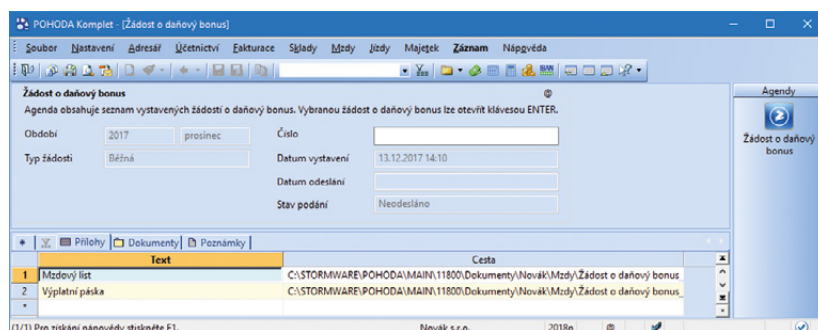 POHODA Komplet - [Žádost o daňový bonus]
Soubor Nastavení Adresář Účetnictví Fakturace Sklady Mzdy Jízdy Majetek Záznam Nápověda
Žádost o daňový bonus
Agenda obsahuje seznam vystavených žádostí o daňový bonus. Vybranou žádost o daňový bonus lze otevřít klávesou ENTER.
Období 2017 prosinec Číslo
Typ žádosti Běžná Datum vystavení 13.12.2017 14:10
Datum odeslání
Stav podání Neodesláno
Agendy
Žádost o daňový
bonus
Přílohy Dokumenty Poznámky
Text Cesta
1 Mzdový list C:\STORMWARE\POHODA\MAIN\11800\Dokumenty\Novák\Mzdy\Žádost o daňový bonus_
2 Výplatní páska C:\STORMWARE\POHODA\MAIN\11800\Dokumenty\Novák\Mzdy\Žádost o daňový bonus_
(1/1) Pro získání nápovědy stiskněte F1. Novák s.r.o. 2018n @